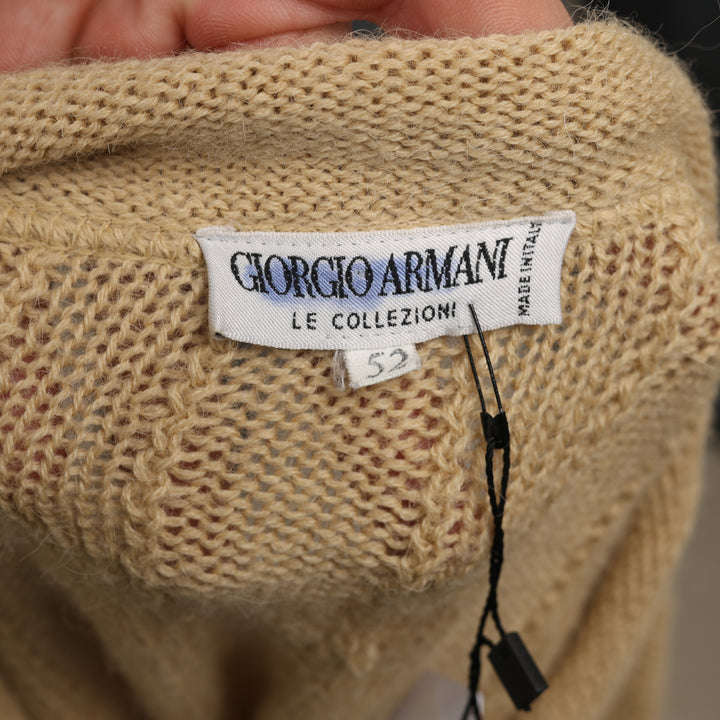 GIORGIO ARMANI
LE COLLEZIONI
MADE IN ITALY
52